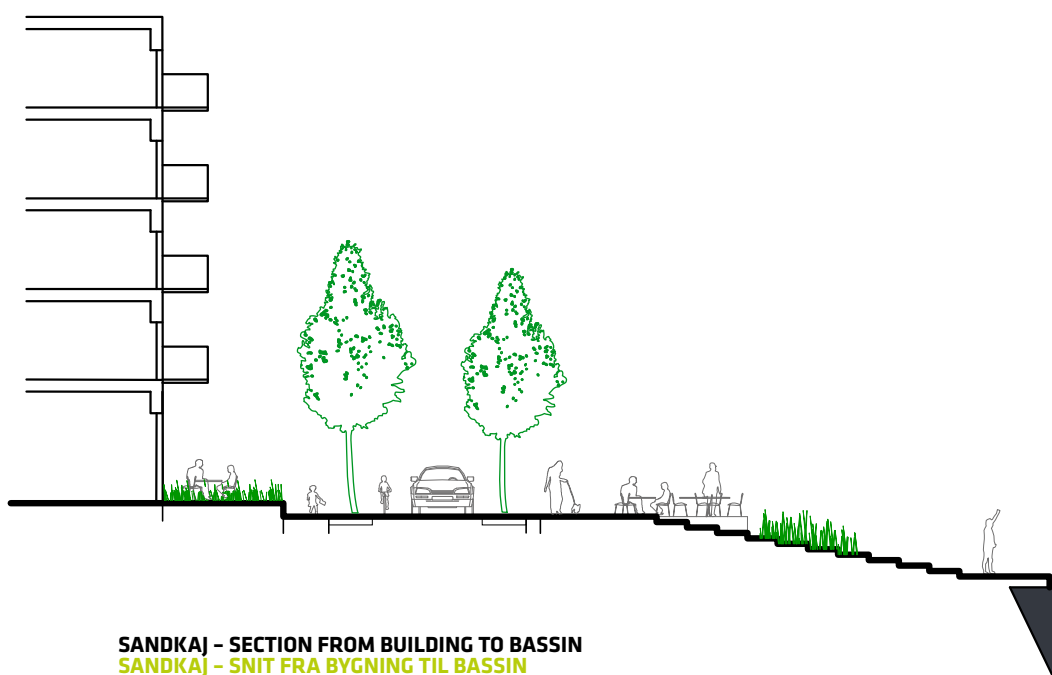 SANDKAJ – SECTION FROM BUILDING TO BASSIN
SANDKAJ – SNIT FRA BYGNING TIL BASSIN